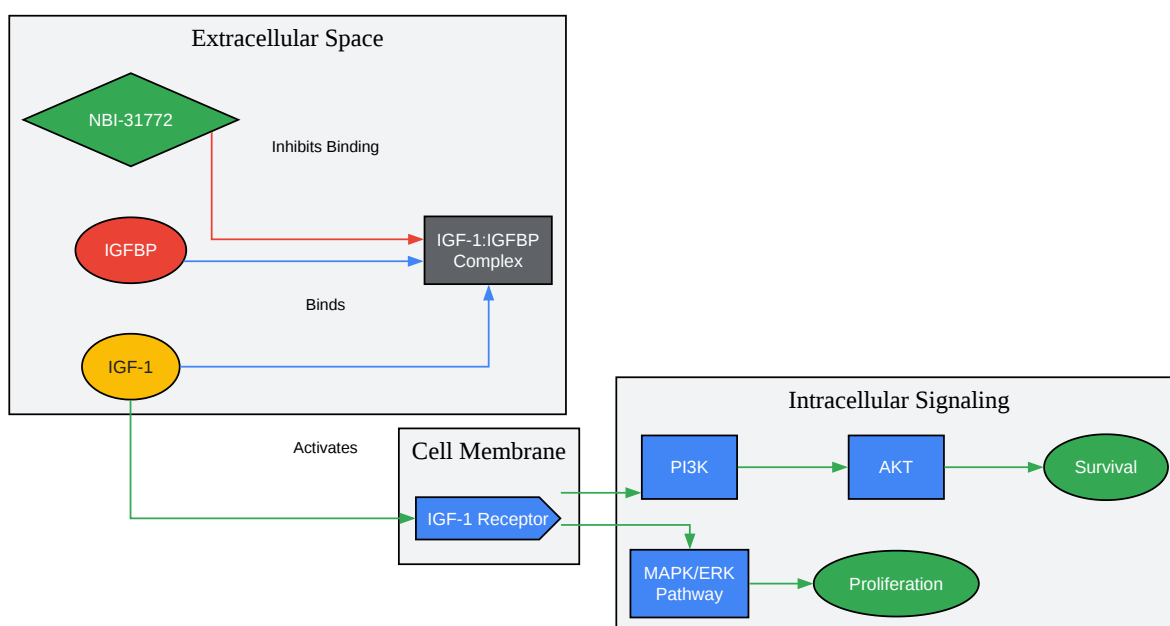 Extracellular Space
NBI-31772
Inhibits Binding
IGFBP
IGF-1:IGFBP
Complex
Binds
IGF-1
Activates
Cell Membrane
IGF-1 Receptor
Intracellular Signaling
PI3K
AKT
Survival
MAPK/ERK
Pathway
Proliferation